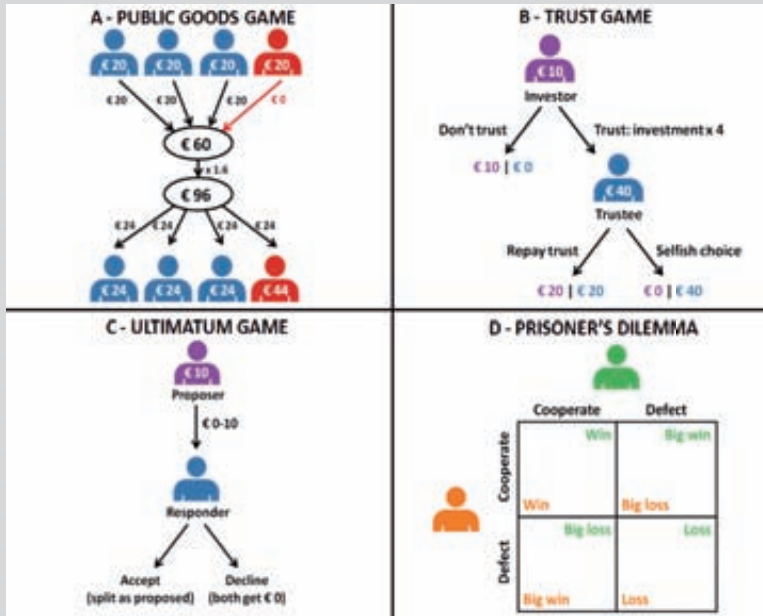 A - PUBLIC GOODS GAME
€ 20 € 20 € 20 € 20
€ 20 € 20 € 20 € 0
€ 60
x 1.6
€ 96
€ 24 € 24 € 24 € 24
€ 24 € 24 € 24 € 44
B - TRUST GAME
€ 10
Investor
Don't trust Trust: investment x 4
€ 10 | € 0
€ 40
Trustee
Repay trust Selfish choice
€ 20 | € 20 € 0 | € 40
C - ULTIMATUM GAME
€ 10
Proposer
€ 0-10
Responder
Accept Decline
(split as proposed) (both get € 0)
D - PRISONER'S DILEMMA
Cooperate Defect
Cooperate
Win Big win
Win Big loss
Defect
Big loss Loss
Big win Loss